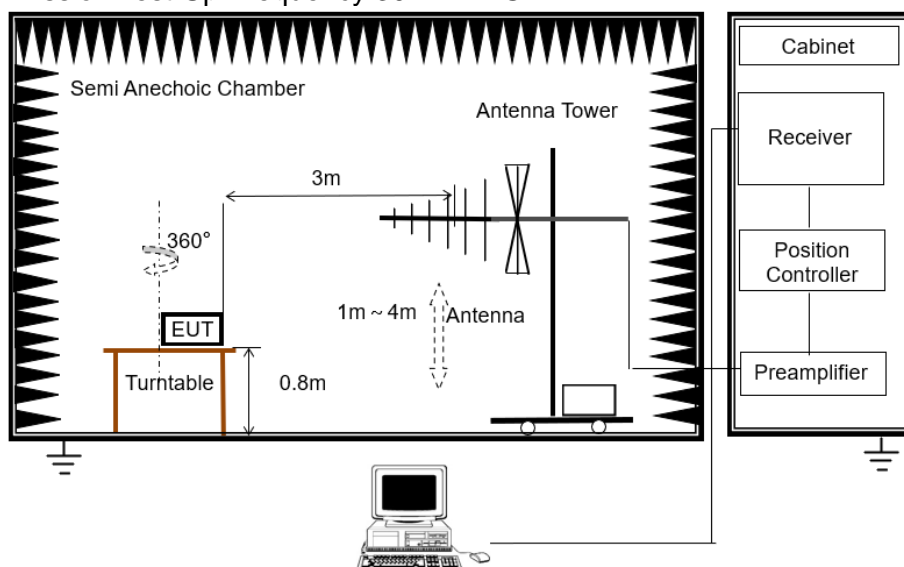 Cabinet
Semi Anechoic Chamber
Antenna Tower
Receiver
3m
360°
Position
Controller
1m ~ 4m
Antenna
EUT
Turntable
0.8m
Preamplifier